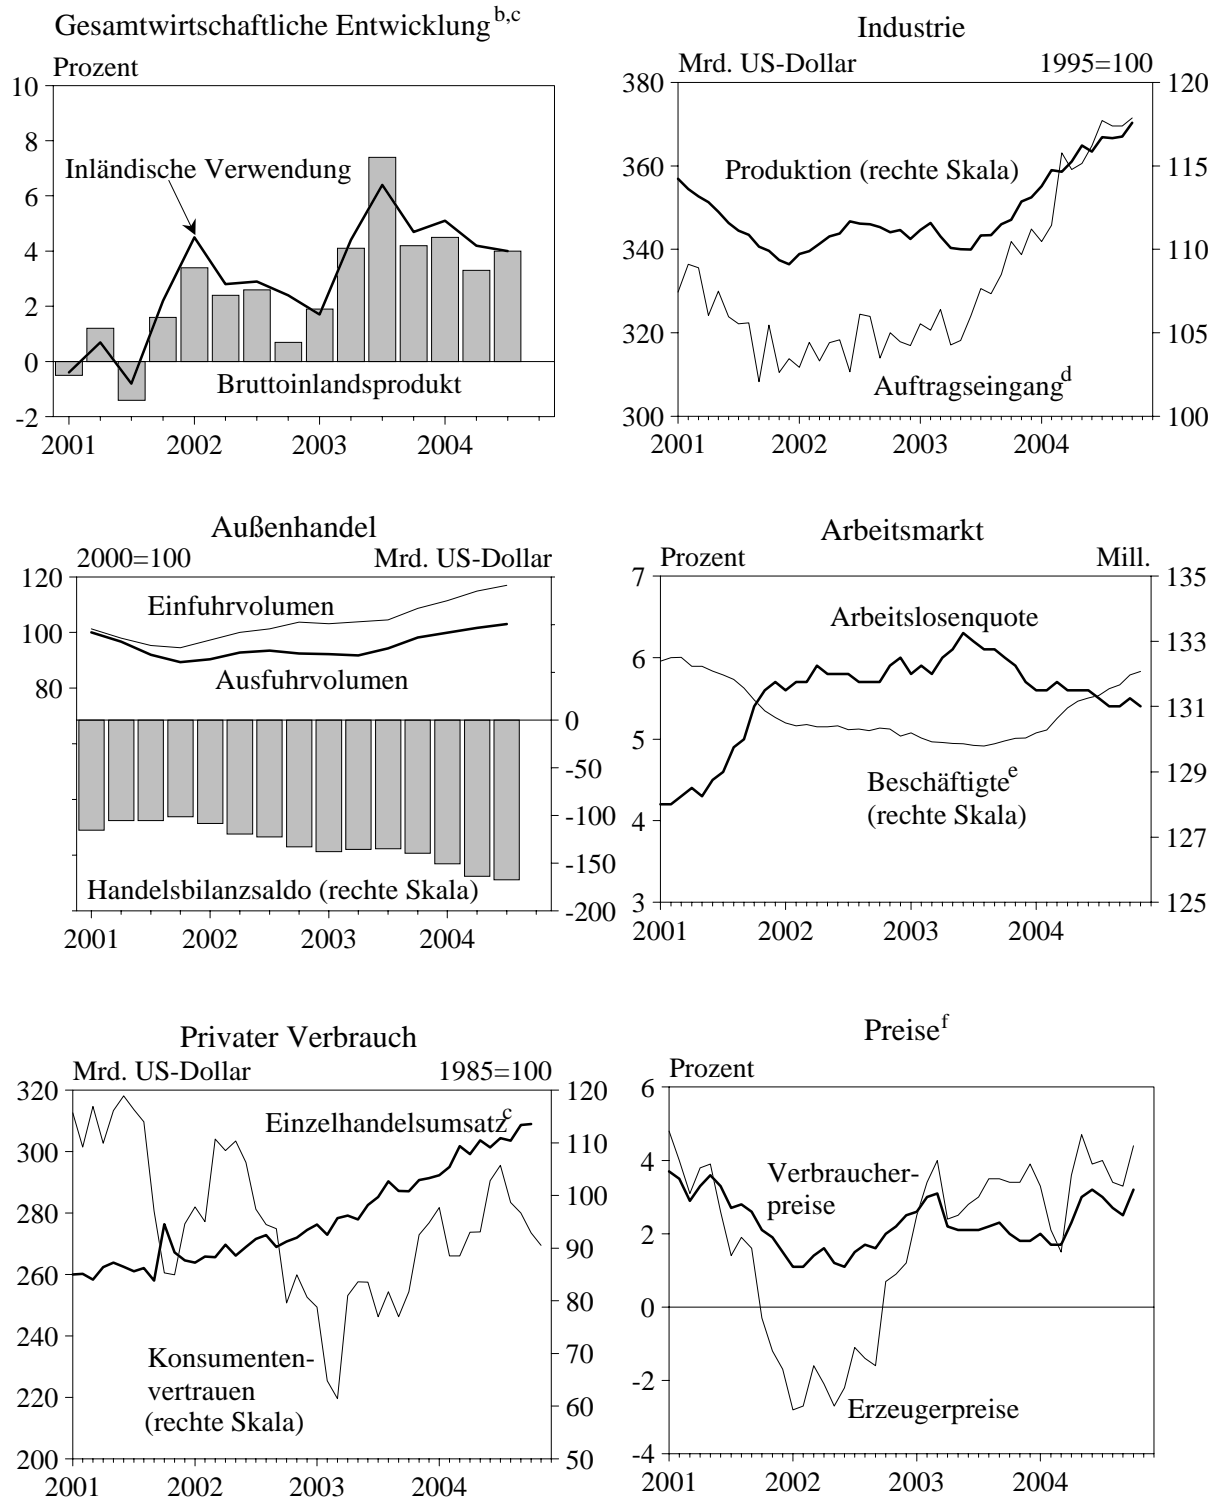 Gesamtwirtschaftliche Entwicklung b,c
Prozent
10
8
6
4
2
0
-2
Inländische Verwendung
Bruttoinlandsprodukt
2001 2002 2003 2004
Industrie
Mrd. US-Dollar 1995=100
380 120
360 115
340 110
320 105
300 100
Produktion (rechte Skala)
Auftragseingang d
2001 2002 2003 2004
Außenhandel
2000=100 Mrd. US-Dollar
120
100
80
0
-50
-100
-150
-200
Einfuhrvolumen
Ausfuhrvolumen
Handelsbilanzsaldo (rechte Skala)
2001 2002 2003 2004
Arbeitsmarkt
Prozent Mill.
7 135
133
6
131
5
129
4
127
3 125
Arbeitslosenquote
Beschäftigte e
(rechte Skala)
2001 2002 2003 2004
Privater Verbrauch
Mrd. US-Dollar 1985=100
320 120
300 110
280 100
260 90
240 80
220 70
200 60
50
Einzelhandelsumsatz c
Konsumenten-
vertrauen
(rechte Skala)
2001 2002 2003 2004
Preise f
Prozent
6
4
2
0
-2
-4
Verbraucher-
preise
Erzeugerpreise
2001 2002 2003 2004